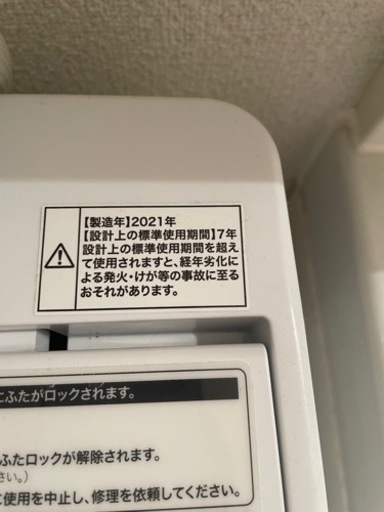 【製造年】2021年
【設計上の標準使用期間】7年
設計上の標準使用期間を超え
て使用されますと、経年劣化に
よる発火・けが等の事故に至る
おそれがあります。
にふたがロックされます。
ふたロックが解除されます。
さい。）
使用を中止し、修理を依頼してください。